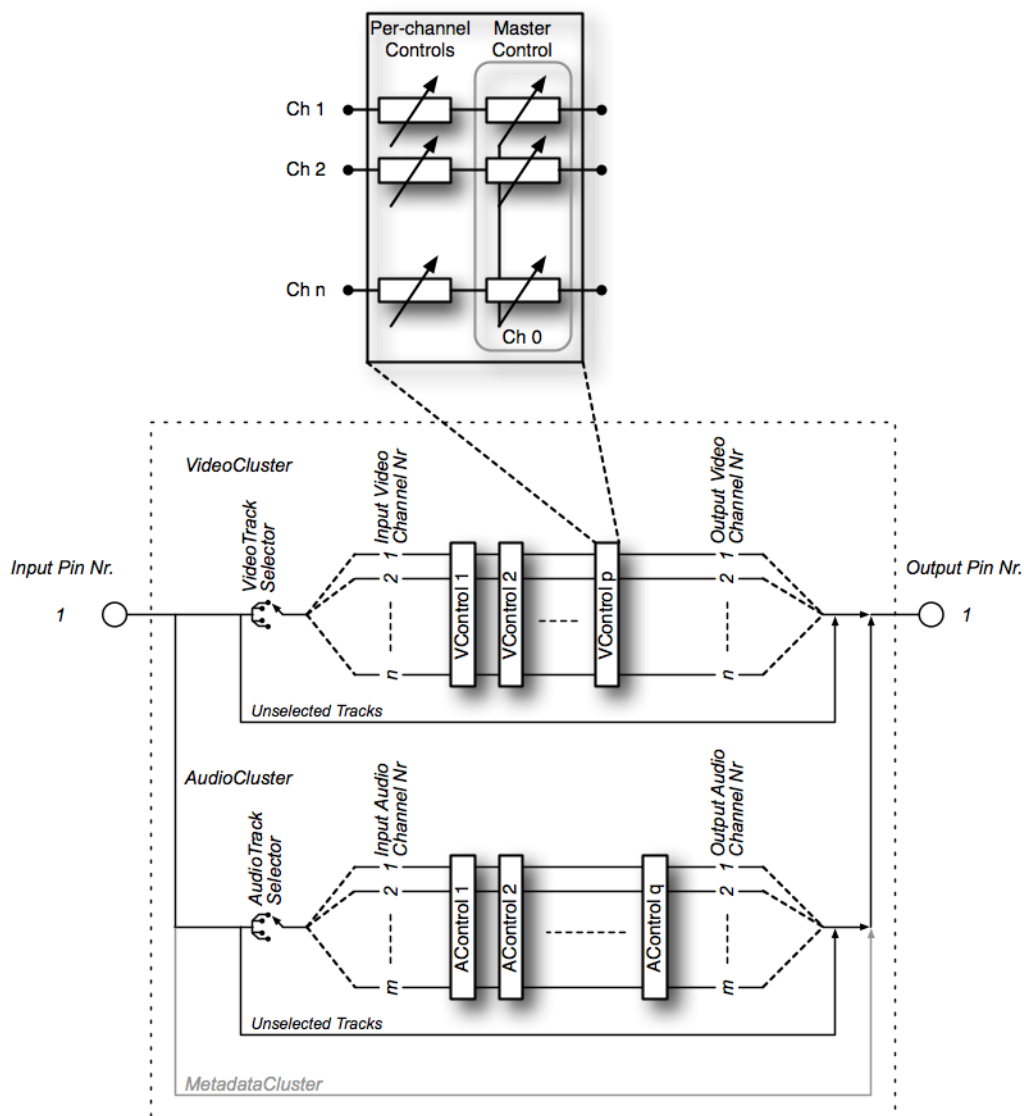 Per-channel
Controls
Master
Control
Ch 1
Ch 2
Ch n
Ch 0
VideoCluster
VideoTrack
Selector
Input Video
Channel Nr
Output Video
Channel Nr
Input Pin Nr.
1
1
2
n
VControl 1
VControl 2
VControl p
1
2
n
Output Pin Nr.
1
Unselected Tracks
AudioCluster
AudioTrack
Selector
Input Audio
Channel Nr
Output Audio
Channel Nr
1
2
m
AControl 1
AControl 2
AControl q
1
2
m
Unselected Tracks
MetadataCluster